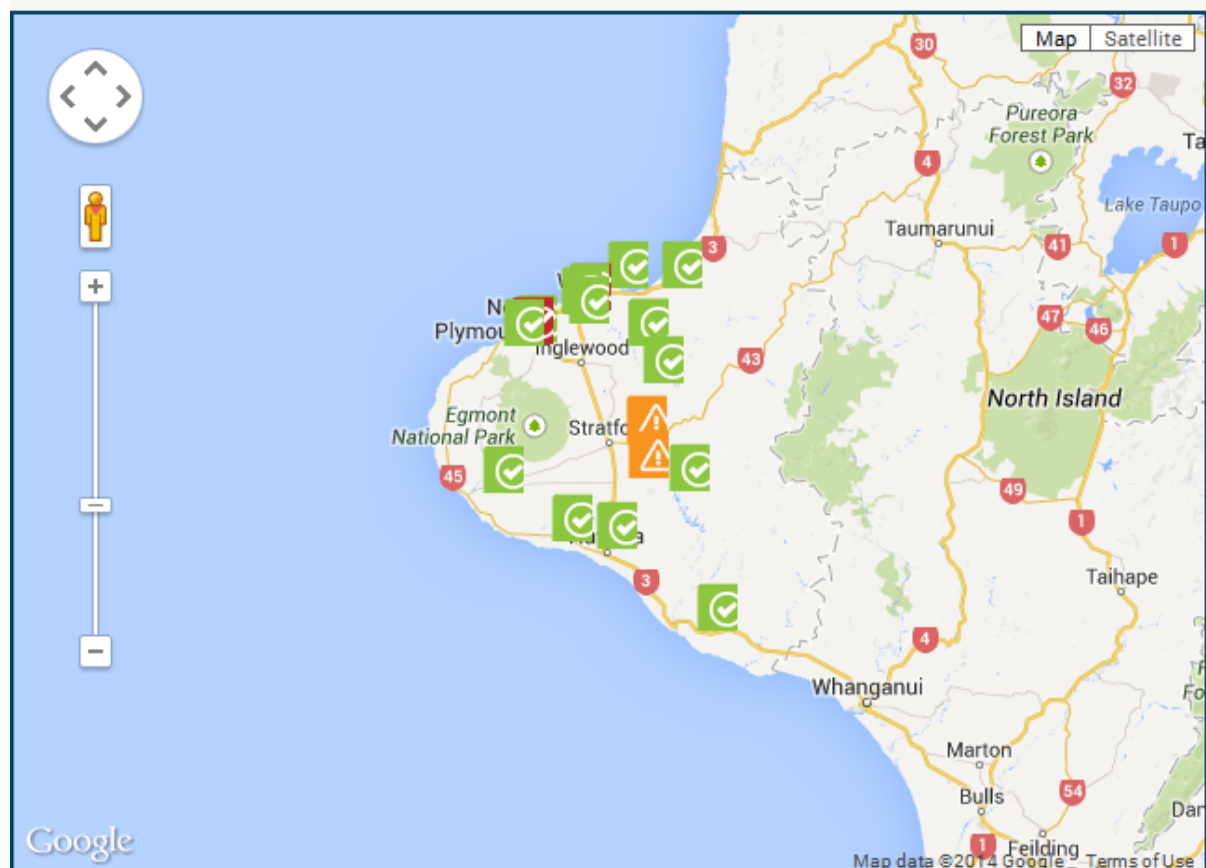 Map Satellite
30
32
Pureora
Forest Park
4
Lake Taupo
Taumarunui
3
41
1
47
46
Plymou
Inglewood
43
North Island
Egmont
National Park
Stratfo
45
49
1
3
Taihape
4
Whanganui
Marton
Bulls
54
1
Feilding
Google
Map data ©2014 Google Terms of Use